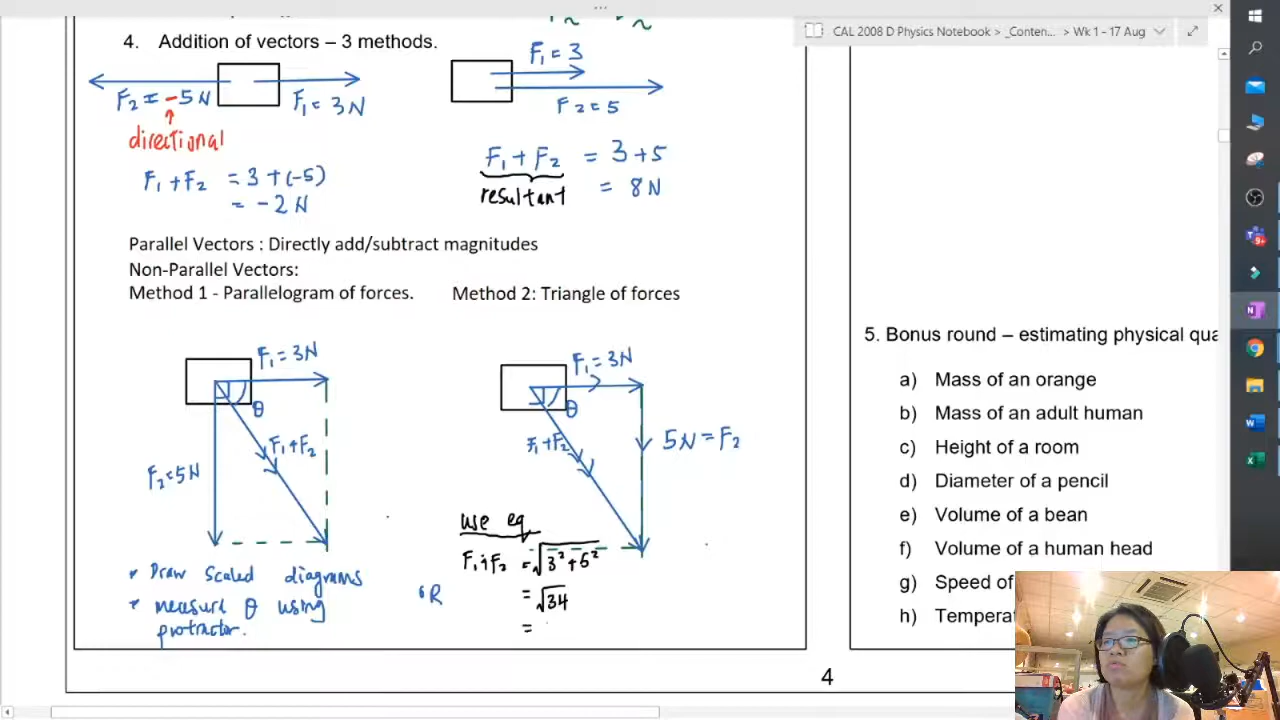 CAL 2008 D Physics Notebook > _Conten... > Wk 1 - 17 Aug
4. Addition of vectors – 3 methods.
F₂ = -5N
F₁ = 3N
directional
F₁ + F₂ = 3 + (-5)
= -2 N
F₁ = 3
F₂ = 5
F₁ + F₂ = 3 + 5
resultant = 8N
Parallel Vectors : Directly add/subtract magnitudes
Non-Parallel Vectors:
Method 1 - Parallelogram of forces.
F₁ = 3N
θ
F₁+F₂
F₂ = 5N
* Draw scaled diagrams
* measure θ using
protractor.
OR
Method 2: Triangle of forces
F₁ = 3N
θ
F₁+F₂
5N = F₂
use eq
F₁+F₂ = √3²+5²
= √34
=
4
5. Bonus round – estimating physical qua
a) Mass of an orange
b) Mass of an adult human
c) Height of a room
d) Diameter of a pencil
e) Volume of a bean
f) Volume of a human head
g) Speed of
h) Temperat